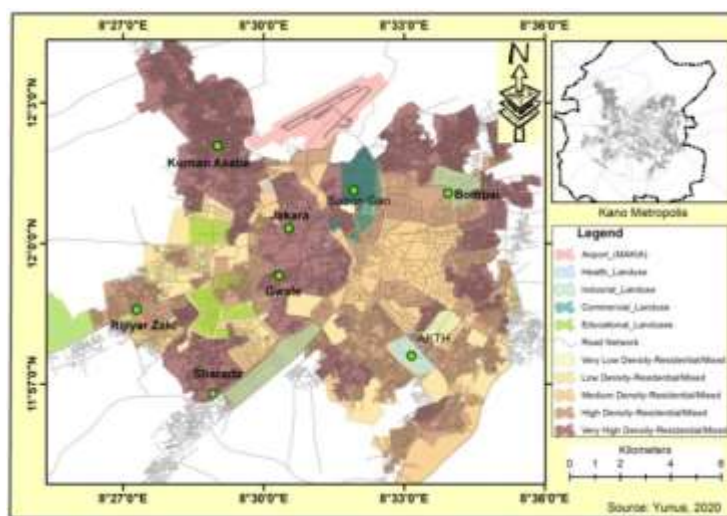 8°27'0"E 8°30'0"E 8°33'0"E 8°36'0"E
N
12°3'0"N
12°0'0"N
11°57'0"N
Kurnan Asaba
Sabon Gari
Bompai
Jakara
Gwale
Rijiyar Zaki
AKTH
Sharada
8°27'0"E 8°30'0"E 8°33'0"E 8°36'0"E
Kano Metropolis
Legend
Airport_(MAKIA)
Health_Landuse
Industrial_Landuse
Commercial_Landuse
Educational_Landuses
Road Network
Very Low Density-Residential/Mixed
Low Density-Residential/Mixed
Medium Density-Residential/Mixed
High Density-Residential/Mixed
Very High Density-Residential/Mixed
Kilometers
0 1 2 4 6
Source: Yunus, 2020